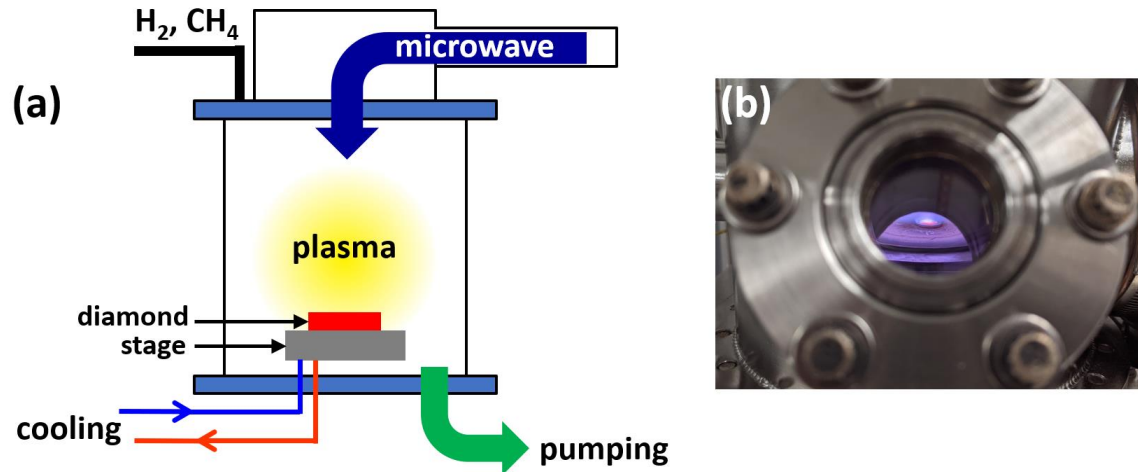 H₂, CH₄
microwave
(a)
(b)
plasma
diamond
stage
cooling
pumping